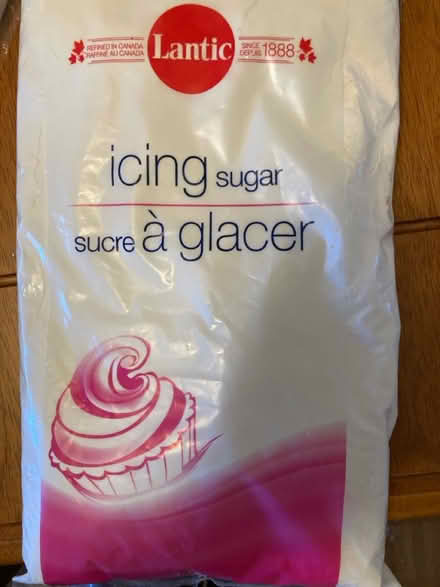 REFINED IN CANADA
RAFFINÉ AU CANADA
Lantic
SINCE
DEPUIS
1888
icing sugar
sucre à glacer